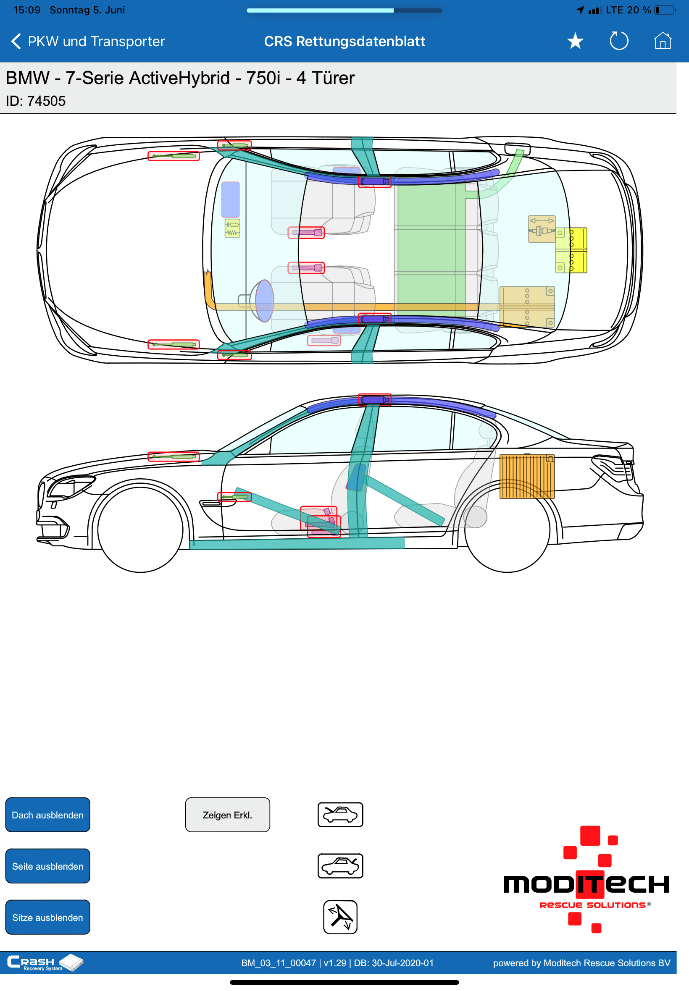 15:09 Sonntag 5. Juni
LTE 20 %
PKW und Transporter
CRS Rettungsdatenblatt
BMW - 7-Serie ActiveHybrid - 750i - 4 Türer
ID: 74505
Dach ausblenden
Zeigen Erkl.
Seite ausblenden
Sitze ausblenden
MODITECH
RESCUE SOLUTIONS®
CRASH
Recovery System
BM_03_11_00047 | v1.29 | DB: 30-Jul-2020-01
powered by Moditech Rescue Solutions BV